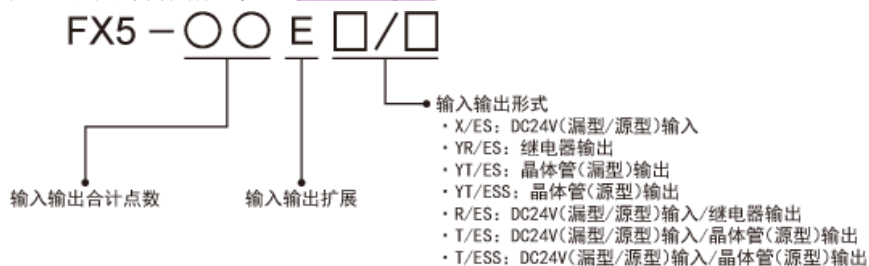 FX5-○○E□/□
输入输出形式
・X/ES: DC24V(漏型/源型)输入
・YR/ES: 继电器输出
・YT/ES: 晶体管(漏型)输出
・YT/ESS: 晶体管(源型)输出
输入输出合计点数
输入输出扩展
・R/ES: DC24V(漏型/源型)输入/继电器输出
・T/ES: DC24V(漏型/源型)输入/晶体管(源型)输出
・T/ESS: DC24V(漏型/源型)输入/晶体管(源型)输出